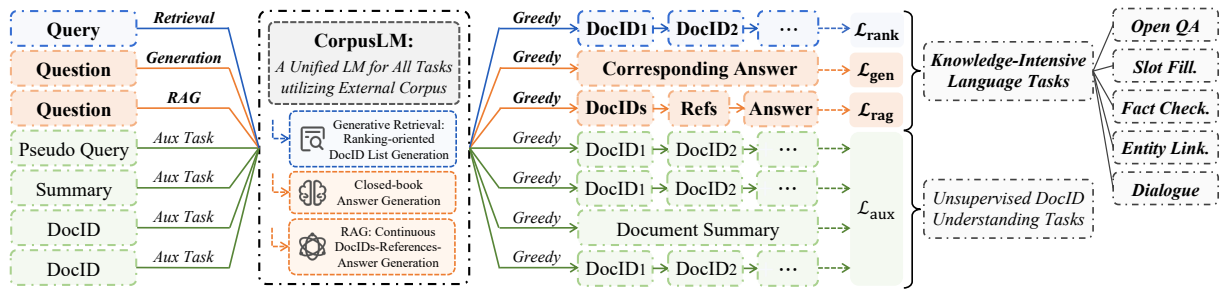 Query
Question
Question
Pseudo Query
Summary
DocID
DocID
Retrieval
Generation
RAG
Aux Task
Aux Task
Aux Task
Aux Task
CorpusLM:
A Unified LM for All Tasks
utilizing External Corpus
Generative Retrieval:
Ranking-oriented
DocID List Generation
Closed-book
Answer Generation
RAG: Continuous
DocIDs-References-
Answer Generation
Greedy
Greedy
Greedy
Greedy
Greedy
Greedy
Greedy
DocID1 DocID2 ...
Corresponding Answer
DocIDs Refs Answer
DocID1 DocID2 ...
DocID1 DocID2 ...
Document Summary
DocID1 DocID2 ...
ℒrank
ℒgen
ℒrag
ℒaux
Knowledge-Intensive
Language Tasks
Unsupervised DocID
Understanding Tasks
Open QA
Slot Fill.
Fact Check.
Entity Link.
Dialogue